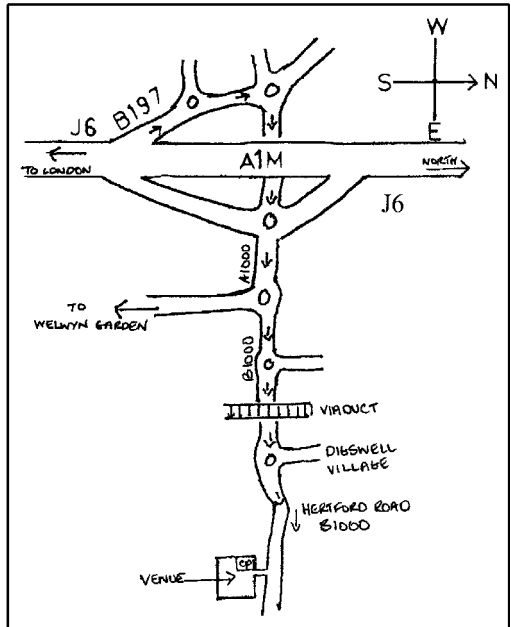 W
S
N
E
B197
J6
A1M
TO LONDON
NORTH
J6
A1000
TO
WELWYN GARDEN
B1000
VIADUCT
DIGSWELL
VILLAGE
HERTFORD ROAD
B1000
CP
VENUE